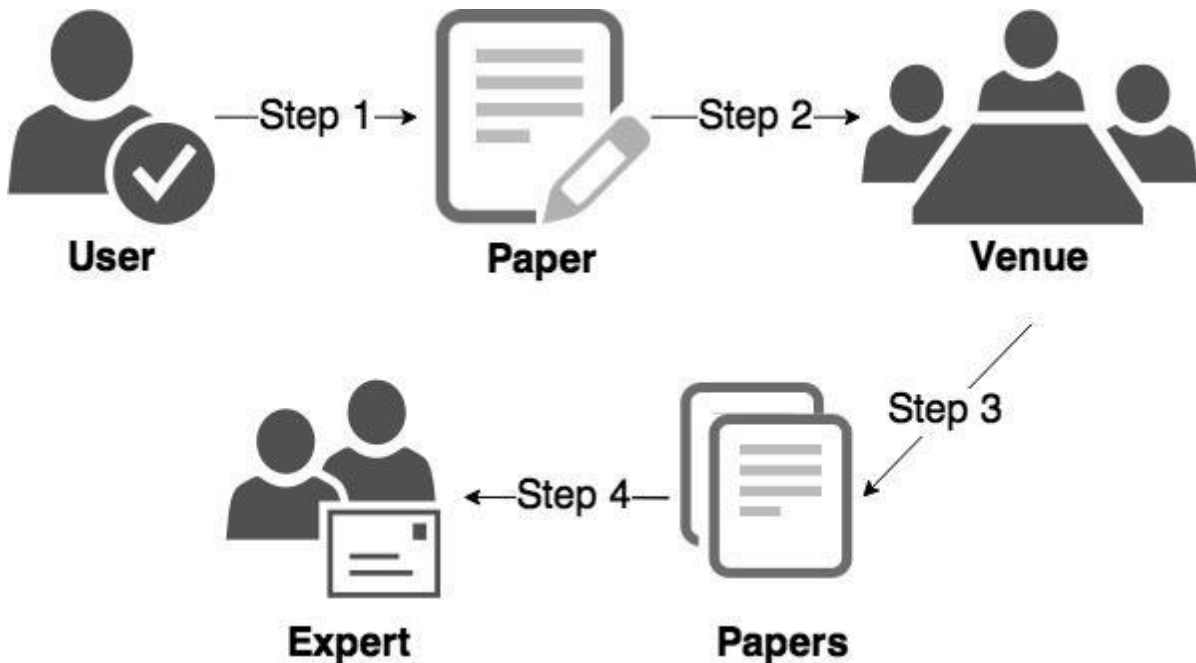 Step 1
Step 2
User
Paper
Venue
Step 3
Step 4
Expert
Papers